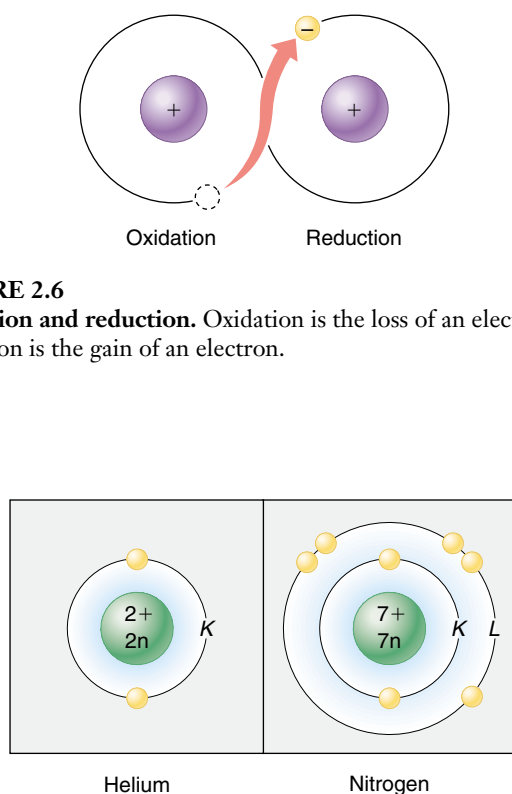 +
−
+
Oxidation
Reduction
RE 2.6
ion and reduction. Oxidation is the loss of an elect
on is the gain of an electron.
2+
2n
K
7+
7n
K
L
Helium
Nitrogen